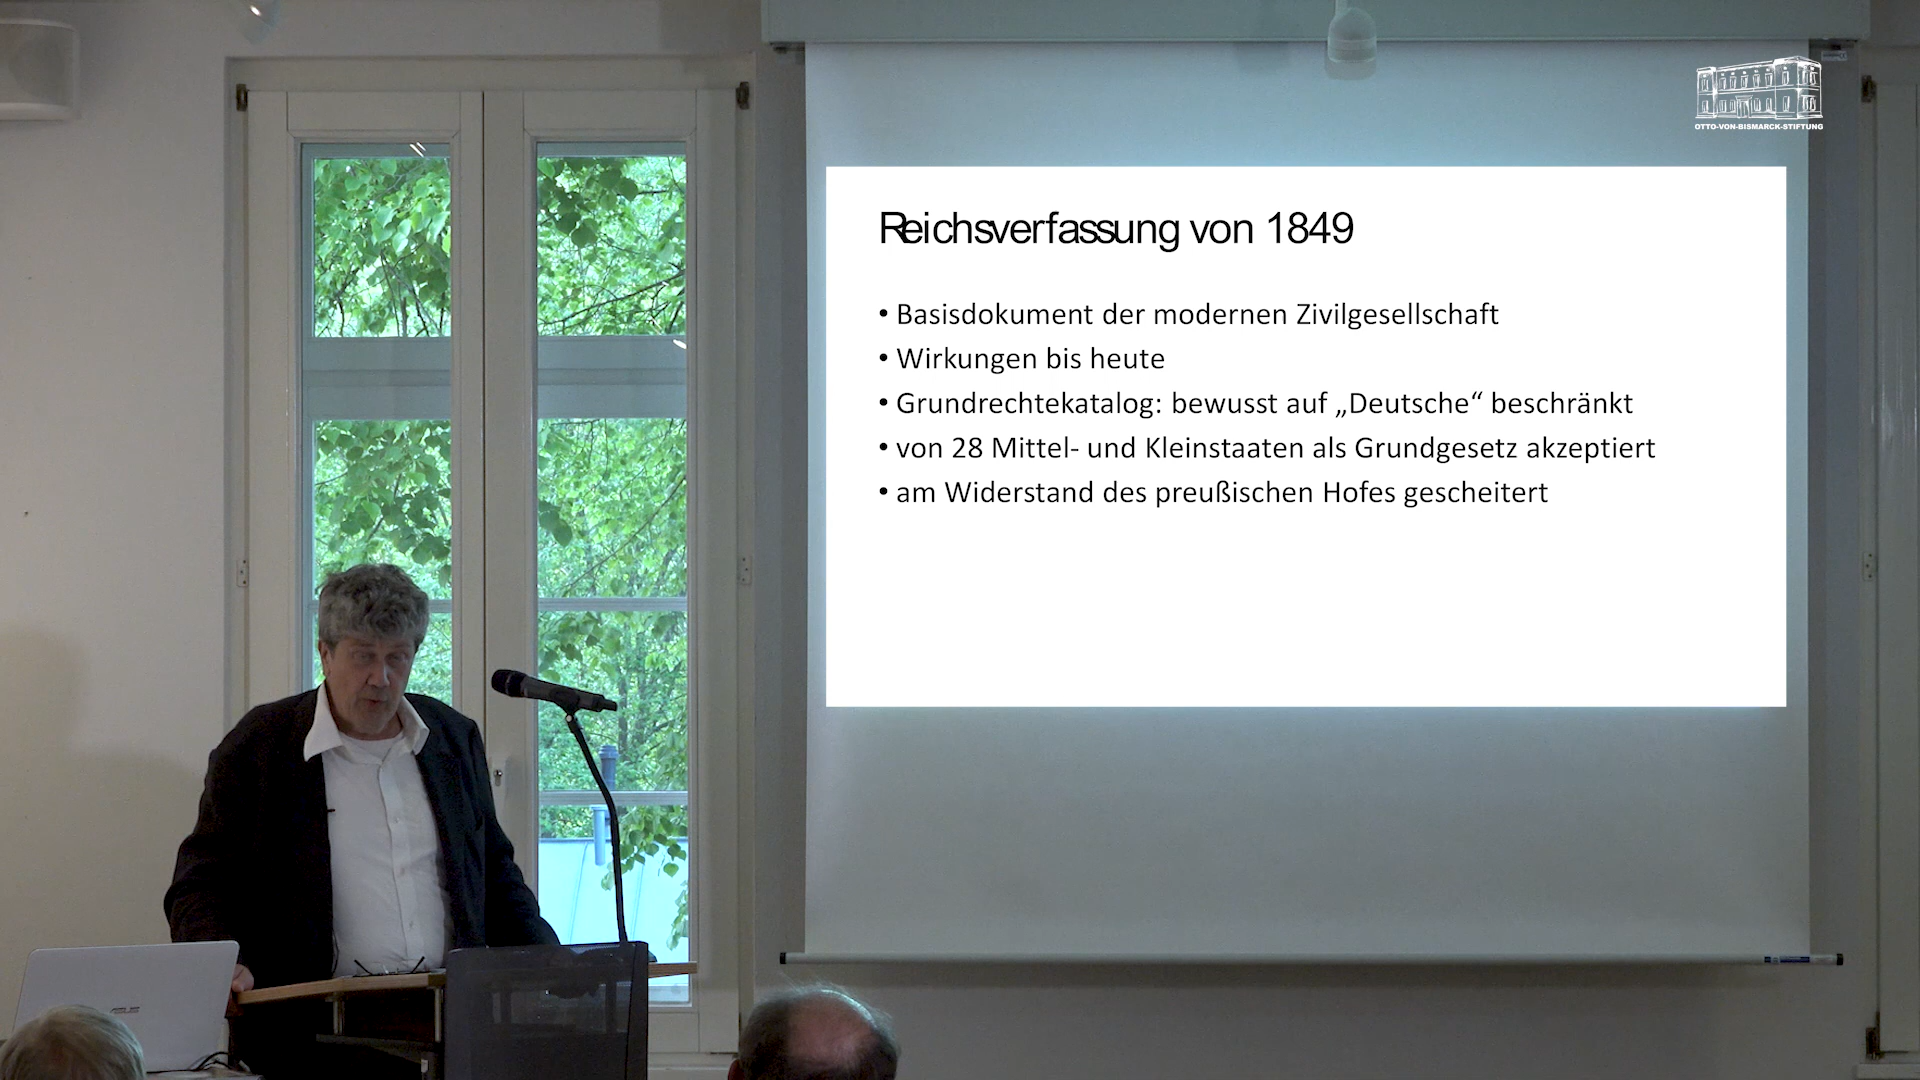 OTTO-VON-BISMARCK-STIFTUNG
Reichsverfassung von 1849
• Basisdokument der modernen Zivilgesellschaft
• Wirkungen bis heute
• Grundrechtekatalog: bewusst auf „Deutsche“ beschränkt
• von 28 Mittel- und Kleinstaaten als Grundgesetz akzeptiert
• am Widerstand des preußischen Hofes gescheitert
ASUS